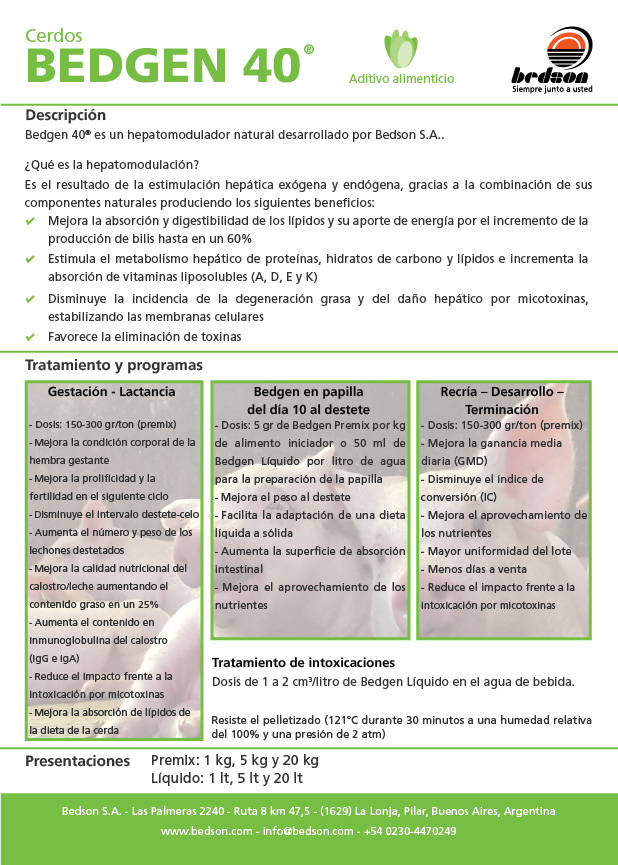 Cerdos
BEDGEN 40®
Aditivo alimenticio
bedson
Siempre junto a usted
Descripción
Bedgen 40® es un hepatomodulador natural desarrollado por Bedson S.A..
¿Qué es la hepatomodulación?
Es el resultado de la estimulación hepática exógena y endógena, gracias a la combinación de sus
componentes naturales produciendo los siguientes beneficios:
✔ Mejora la absorción y digestibilidad de los lípidos y su aporte de energía por el incremento de la
producción de bilis hasta en un 60%
✔ Estimula el metabolismo hepático de proteínas, hidratos de carbono y lípidos e incrementa la
absorción de vitaminas liposolubles (A, D, E y K)
✔ Disminuye la incidencia de la degeneración grasa y del daño hepático por micotoxinas,
estabilizando las membranas celulares
✔ Favorece la eliminación de toxinas
Tratamiento y programas
Gestación - Lactancia
- Dosis: 150-300 gr/ton (premix)
- Mejora la condición corporal de la
hembra gestante
- Mejora la prolificidad y la
fertilidad en el siguiente ciclo
- Disminuye el intervalo destete-celo
- Aumenta el número y peso de los
lechones destetados
- Mejora la calidad nutricional del
calostro/leche aumentando el
contenido graso en un 25%
- Aumenta el contenido en
inmunoglobulina del calostro
(IgG e IgA)
- Reduce el impacto frente a la
intoxicación por micotoxinas
- Mejora la absorción de lípidos de
la dieta de la cerda
Bedgen en papilla
del día 10 al destete
- Dosis: 5 gr de Bedgen Premix por kg
de alimento iniciador o 50 ml de
Bedgen Líquido por litro de agua
para la preparación de la papilla
- Mejora el peso al destete
- Facilita la adaptación de una dieta
líquida a sólida
- Aumenta la superficie de absorción
intestinal
- Mejora el aprovechamiento de los
nutrientes
Recría – Desarrollo –
Terminación
- Dosis: 150-300 gr/ton (premix)
- Mejora la ganancia media
diaria (GMD)
- Disminuye el índice de
conversión (IC)
- Mejora el aprovechamiento de
los nutrientes
- Mayor uniformidad del lote
- Menos días a venta
- Reduce el impacto frente a la
intoxicación por micotoxinas
Tratamiento de intoxicaciones
Dosis de 1 a 2 cm³/litro de Bedgen Líquido en el agua de bebida.
Resiste el pelletizado (121°C durante 30 minutos a una humedad relativa
del 100% y una presión de 2 atm)
Presentaciones
Premix: 1 kg, 5 kg y 20 kg
Líquido: 1 lt, 5 lt y 20 lt
Bedson S.A. - Las Palmeras 2240 - Ruta 8 km 47,5 - (1629) La Lonja, Pilar, Buenos Aires, Argentina
www.bedson.com - info@bedson.com - +54 0230-4470249